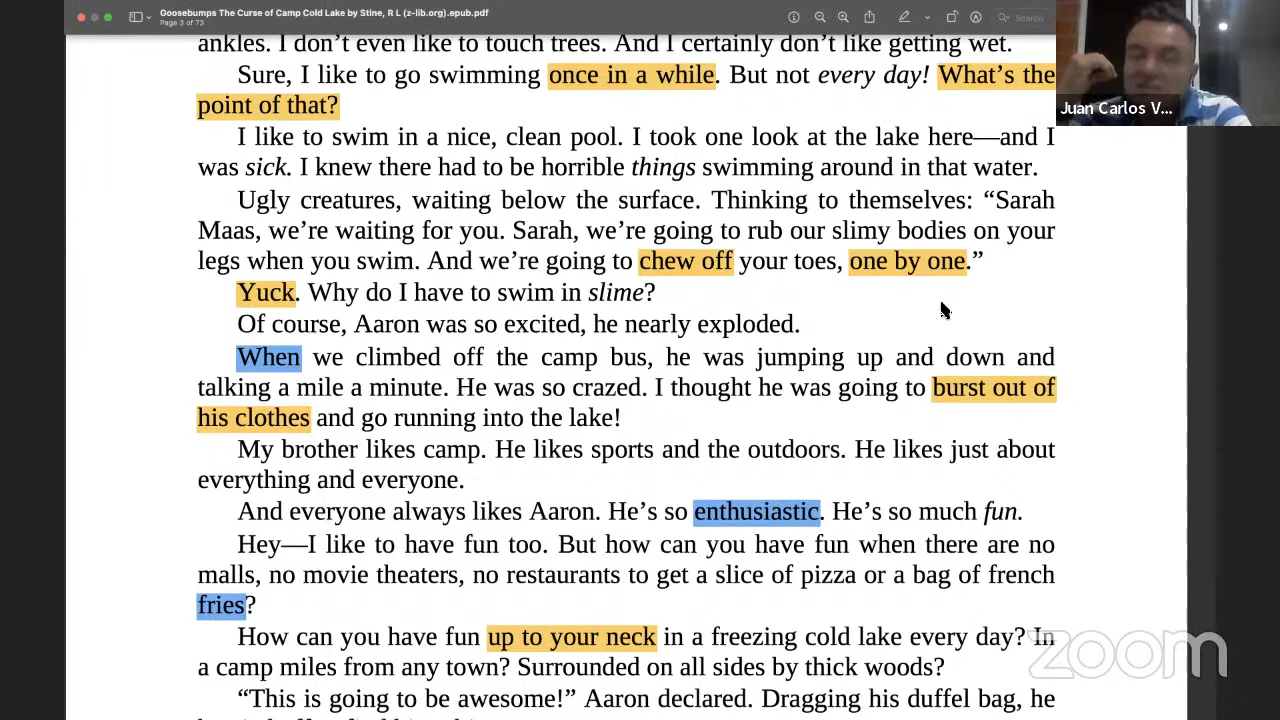 Goosebumps The Curse of Camp Cold Lake by Stine, R L (z-lib.org).epub.pdf
Page 3 of 73
Search
ankles. I don’t even like to touch trees. And I certainly don’t like getting wet.
Sure, I like to go swimming once in a while. But not every day! What’s the
point of that?
Juan Carlos V...
I like to swim in a nice, clean pool. I took one look at the lake here—and I
was sick. I knew there had to be horrible things swimming around in that water.
Ugly creatures, waiting below the surface. Thinking to themselves: “Sarah
Maas, we’re waiting for you. Sarah, we’re going to rub our slimy bodies on your
legs when you swim. And we’re going to chew off your toes, one by one.”
Yuck. Why do I have to swim in slime?
Of course, Aaron was so excited, he nearly exploded.
When we climbed off the camp bus, he was jumping up and down and
talking a mile a minute. He was so crazed. I thought he was going to burst out of
his clothes and go running into the lake!
My brother likes camp. He likes sports and the outdoors. He likes just about
everything and everyone.
And everyone always likes Aaron. He’s so enthusiastic. He’s so much fun.
Hey—I like to have fun too. But how can you have fun when there are no
malls, no movie theaters, no restaurants to get a slice of pizza or a bag of french
fries?
How can you have fun up to your neck in a freezing cold lake every day? In
a camp miles from any town? Surrounded on all sides by thick woods?
zoom
“This is going to be awesome!” Aaron declared. Dragging his duffel bag, he